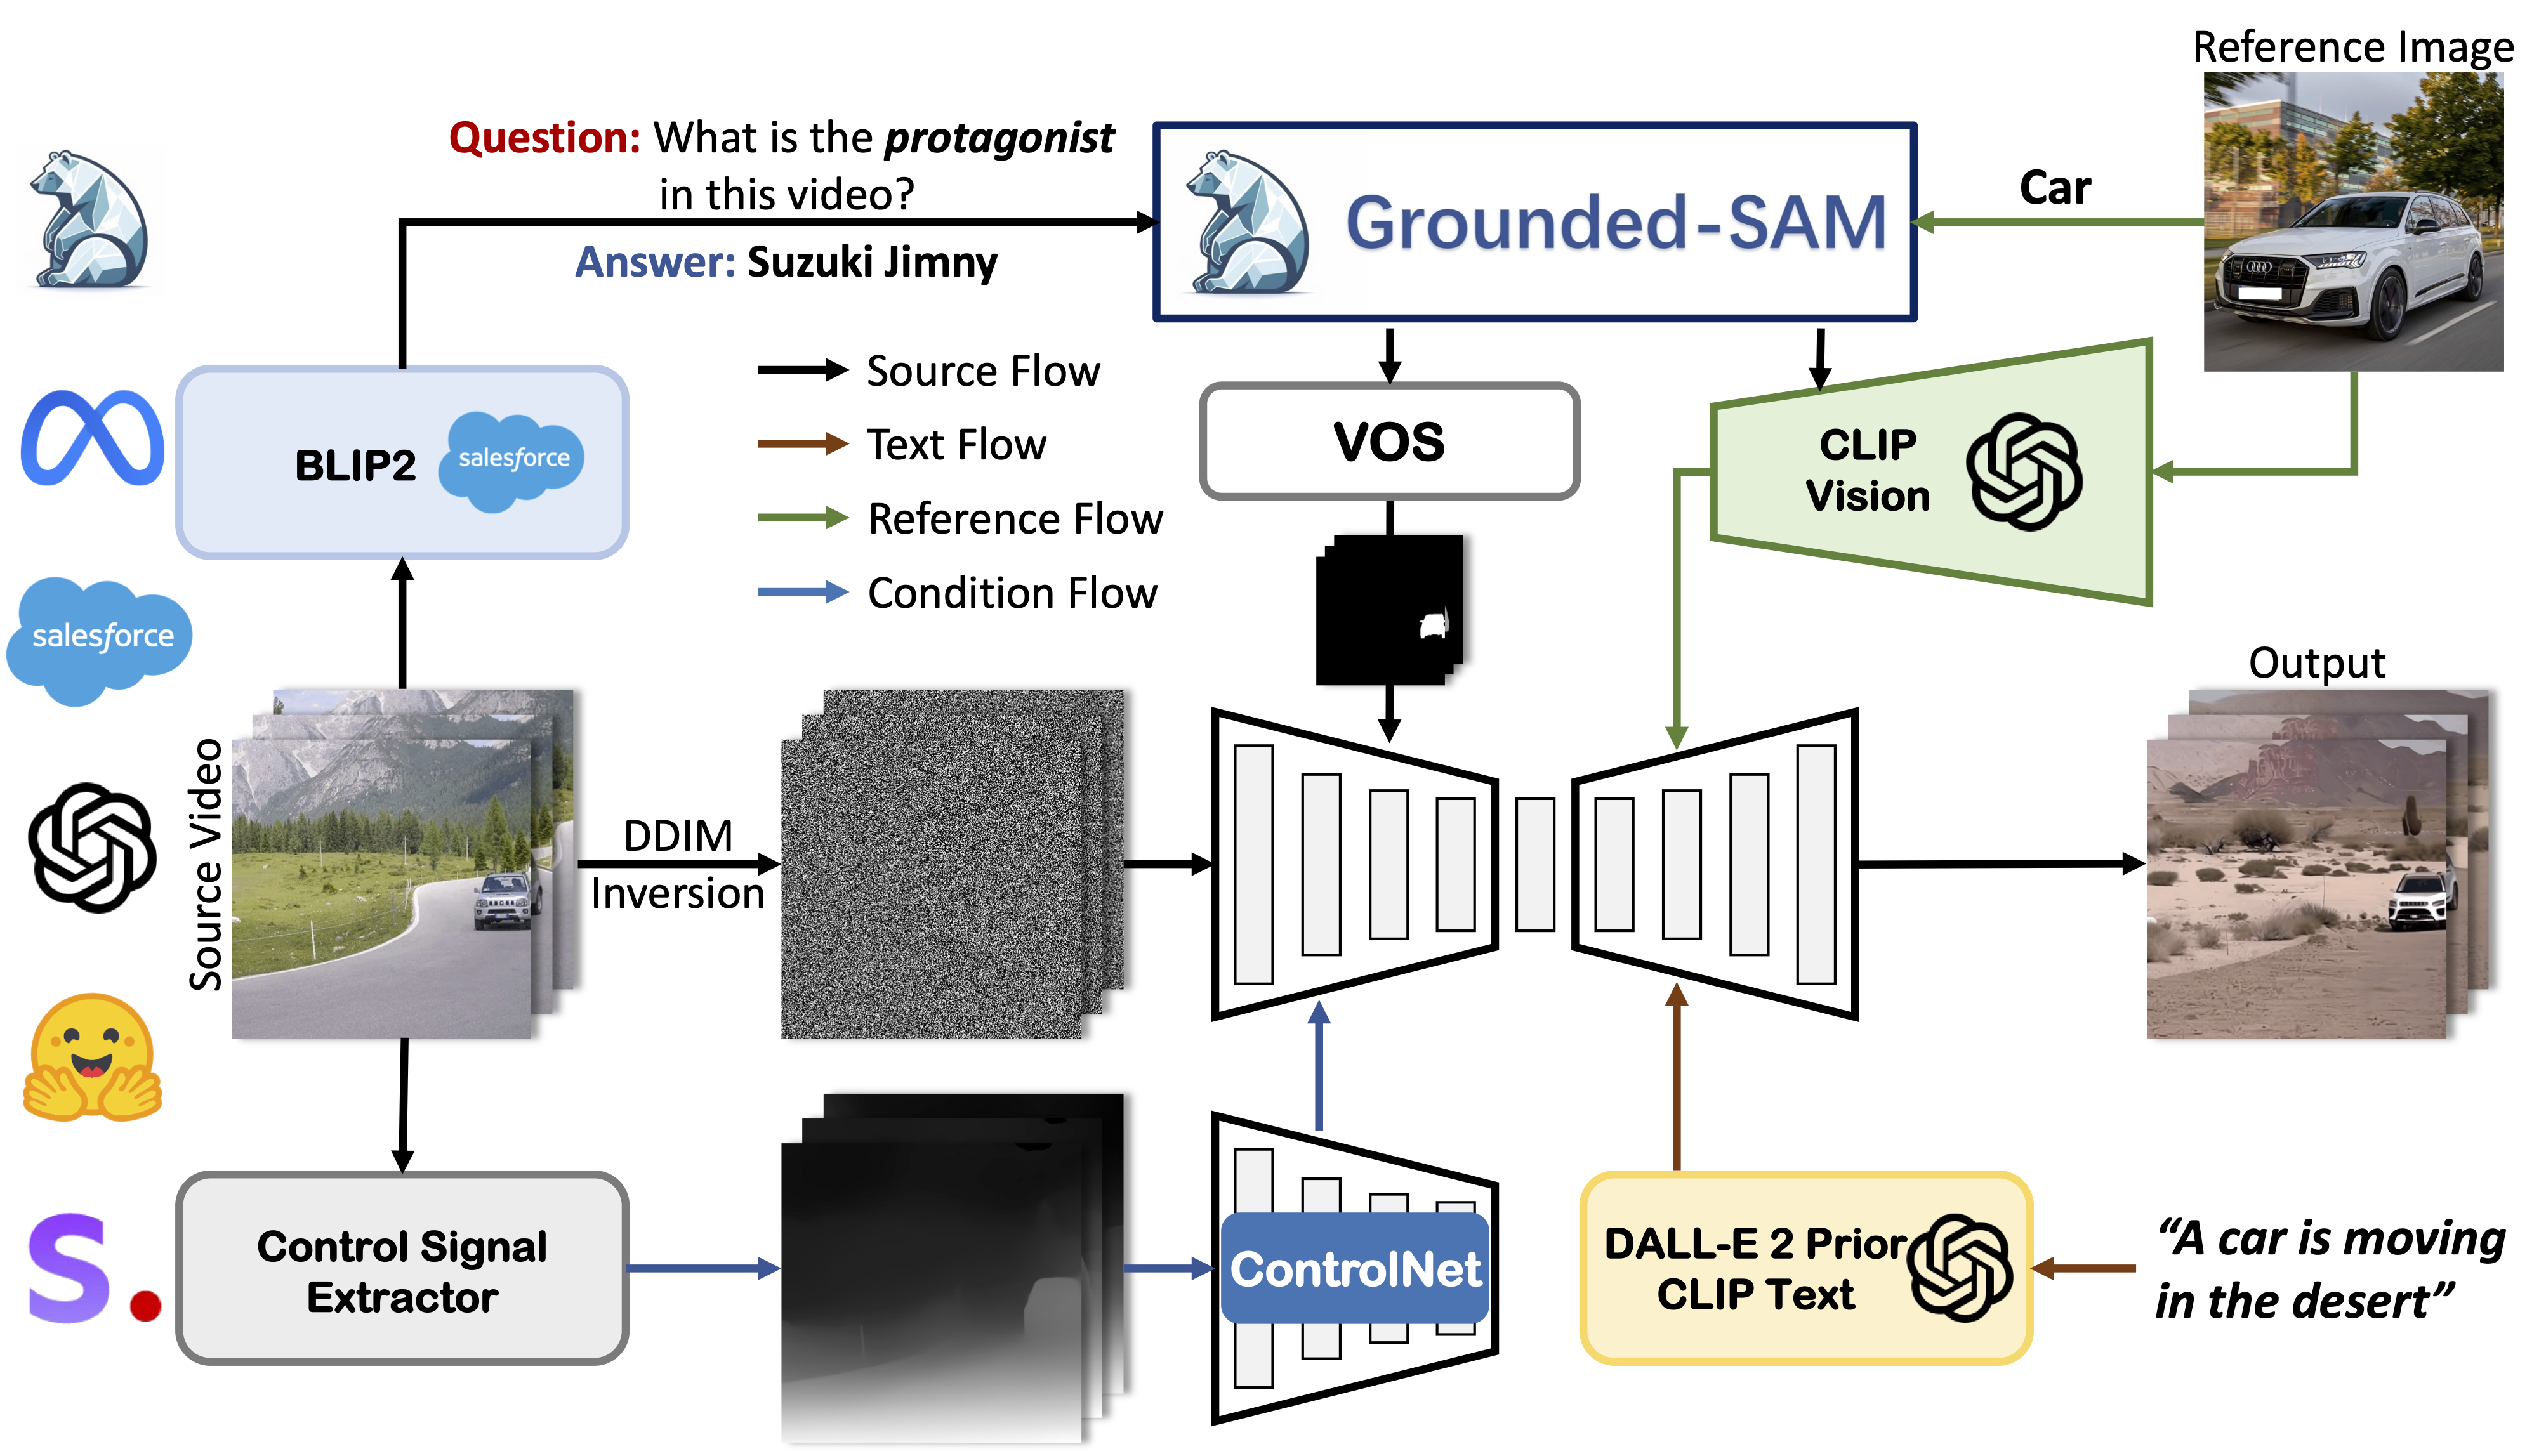 Reference Image
Question: What is the protagonist
in this video?
Answer: Suzuki Jimny
Grounded-SAM
Car
BLIP2
salesforce
Source Flow
Text Flow
Reference Flow
Condition Flow
VOS
CLIP
Vision
salesforce
Source Video
DDIM
Inversion
Output
Control Signal
Extractor
ControlNet
DALL-E 2 Prior
CLIP Text
“A car is moving
in the desert”
S.